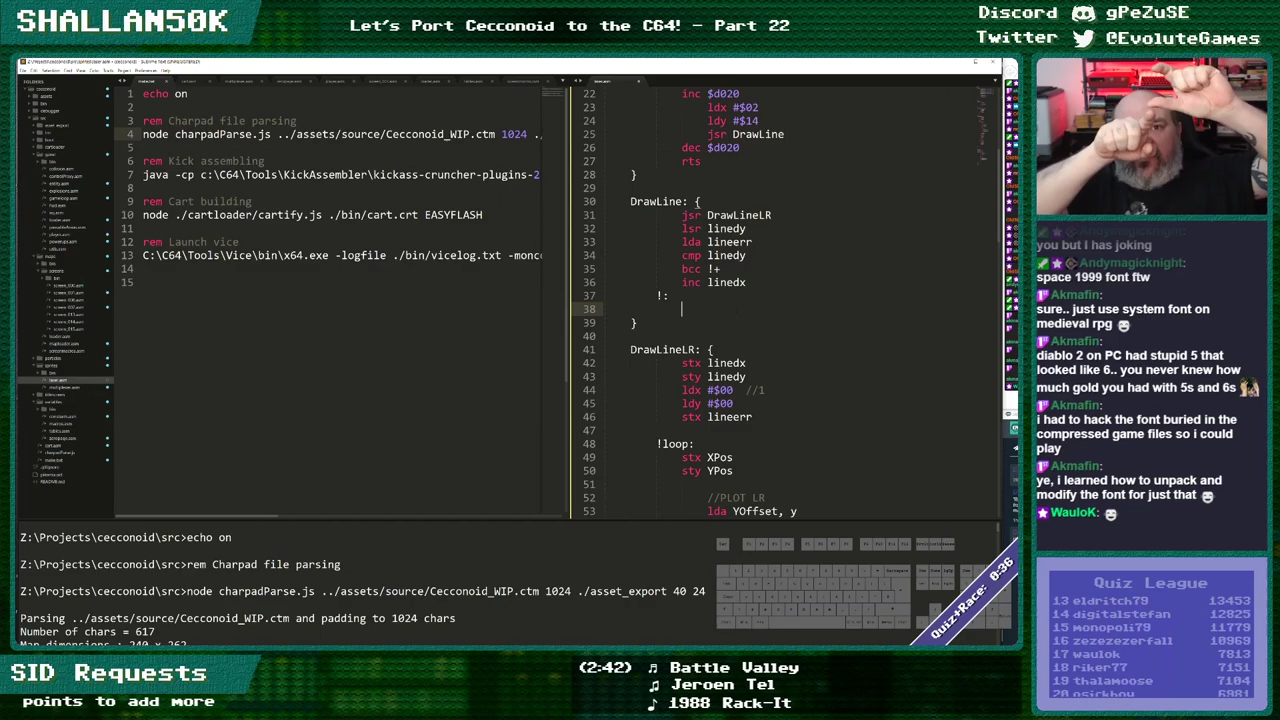 SHALLAN50K
Let's Port Cecconoid to the C64! - Part 22
Discord gPeZuSE
Twitter @EvoluteGames
1 echo on
2
3 rem Charpad file parsing
4 node charpadParse.js ../assets/source/Cecconoid_WIP.ctm 1024 .
5
6 rem Kick assembling
7 java -cp c:\C64\Tools\KickAssembler\kickass-cruncher-plugins-2
8
9 rem Cart building
10 node ./cartloader/cartify.js ./bin/cart.crt EASYFLASH
11
12 rem Launch vice
13 C:\C64\Tools\Vice\bin\x64.exe -logfile ./bin/vicelog.txt -monco
14
15
22 inc $d020
23 ldx #$02
24 ldy #$14
25 jsr DrawLine
26 dec $d020
27 rts
28 }
29
30 DrawLine: {
31 jsr DrawLineLR
32 lsr linedy
33 lda lineerr
34 cmp linedy
35 bcc !+
36 inc linedx
37 !:
38
39 }
40
41 DrawLineLR: {
42 stx linedx
43 sty linedy
44 ldx #$00 //1
45 ldy #$00
46 stx lineerr
47
48 !loop:
49 stx XPos
50 sty YPos
51
52 //PLOT LR
53 lda YOffset, y
Z:\Projects\cecconoid\src>echo on
Z:\Projects\cecconoid\src>rem Charpad file parsing
Z:\Projects\cecconoid\src>node charpadParse.js ../assets/source/Cecconoid_WIP.ctm 1024 ./asset_export 40 24
Parsing ../assets/source/Cecconoid_WIP.ctm and padding to 1024 chars
Number of chars = 617
Map dimensions : 240 x 262
Quiz+Race: 0:36
Andymagicknight:
you but I has joking
Andymagicknight:
space 1999 font ftw
Akmafin:
sure.. just use system font on
medieval rpg
Akmafin:
diablo 2 on PC had stupid 5 that
looked like 6.. you never knew how
much gold you had with 5s and 6s
Akmafin:
i had to hack the font buried in the
compressed game files so i could
play
Akmafin:
ye, i learned how to unpack and
modify the font for just that
WauloK:
Quiz League
13 eldritch79 13453
14 digitalstefan 12825
15 monopoli79 11779
16 zezezezerfall 10969
17 waulok 7813
18 riker77 7151
19 thalamoose 7104
20 osickboy 6981
SID Requests
points to add more
(2:42) Battle Valley
Jeroen Tel
1988 Rack-It